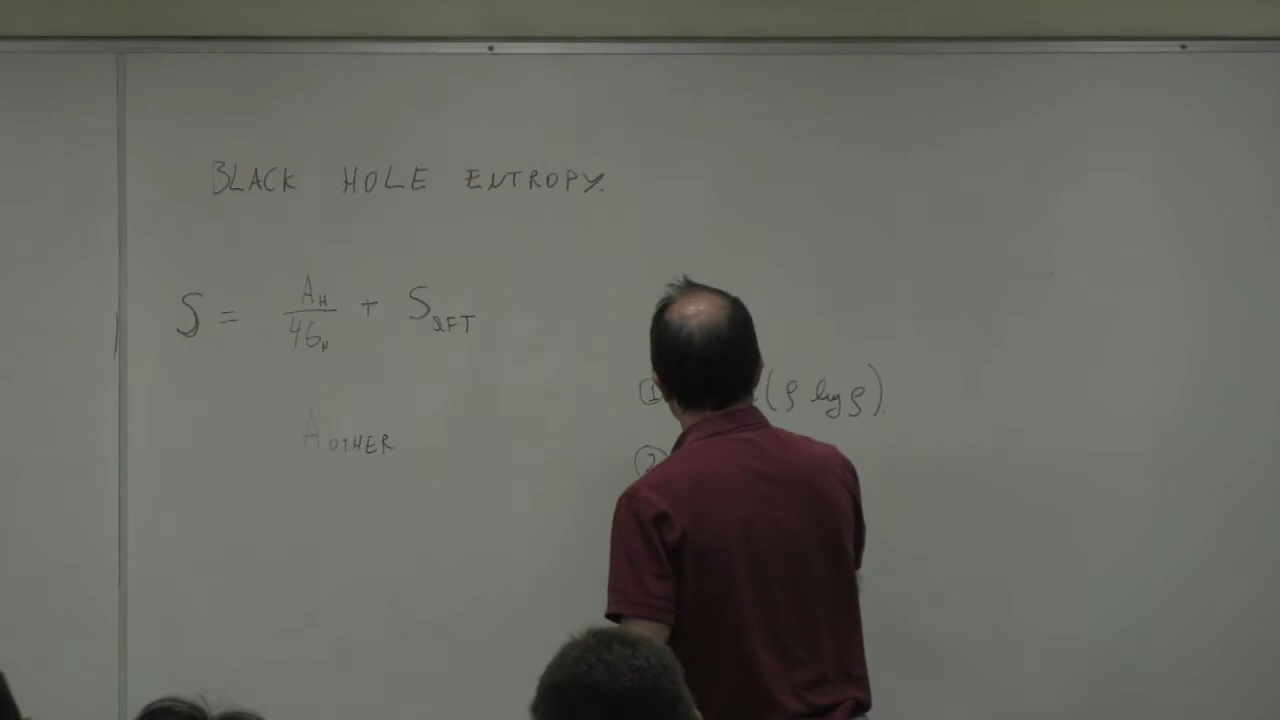 BLACK HOLE ENTROPY.
S = A_H / 4G_N + S_QFT
A_OTHER
① (ρ log ρ).
②